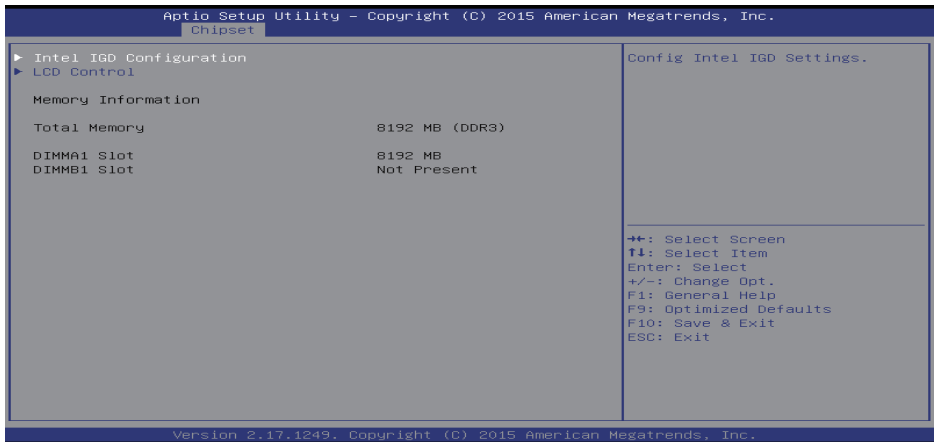 Aptio Setup Utility – Copyright (C) 2015 American Megatrends, Inc.
Chipset
► Intel IGD Configuration
► LCD Control
Memory Information
Total Memory 8192 MB (DDR3)
DIMMA1 Slot 8192 MB
DIMMB1 Slot Not Present
Config Intel IGD Settings.
→←: Select Screen
↑↓: Select Item
Enter: Select
+/-: Change Opt.
F1: General Help
F9: Optimized Defaults
F10: Save & Exit
ESC: Exit
Version 2.17.1249. Copyright (C) 2015 American Megatrends, Inc.